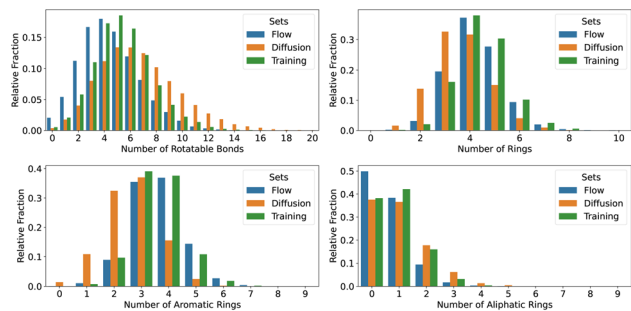 Relative Fraction
0.15
0.10
0.05
0.00
0 2 4 6 8 10 12 14 16 18 20
Number of Rotatable Bonds
Sets
Flow
Diffusion
Training
Relative Fraction
0.3
0.2
0.1
0.0
0 2 4 6 8 10
Number of Rings
Sets
Flow
Diffusion
Training
Relative Fraction
0.4
0.3
0.2
0.1
0.0
0 1 2 3 4 5 6 7 8 9
Number of Aromatic Rings
Sets
Flow
Diffusion
Training
Relative Fraction
0.5
0.4
0.3
0.2
0.1
0.0
0 1 2 3 4 5 6 7 8 9
Number of Aliphatic Rings
Sets
Flow
Diffusion
Training